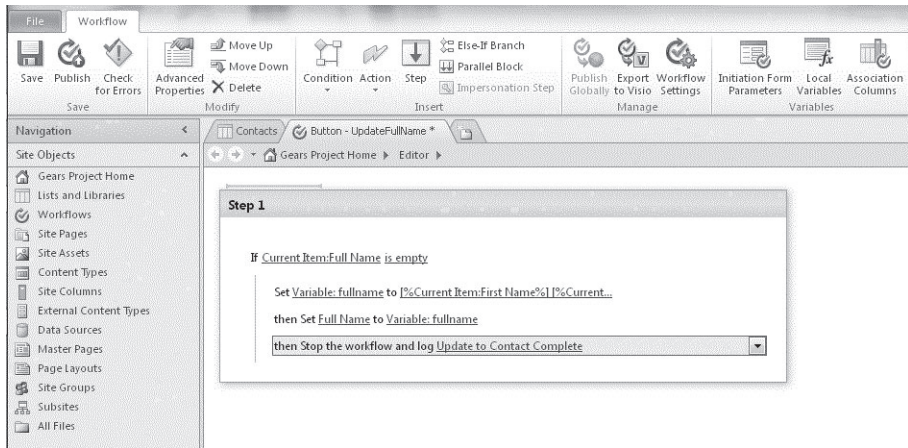 File Workflow
Save
Publish
Check for Errors
Save
Advanced Properties
Move Up
Move Down
Delete
Modify
Condition
Action
Step
Else-If Branch
Parallel Block
Impersonation Step
Insert
Publish Globally
Export to Visio
Workflow Settings
Manage
Initiation Form Parameters
Local Variables
Association Columns
Variables
Navigation
Contacts
Button - UpdateFullName *
Site Objects
Gears Project Home
Editor
Gears Project Home
Lists and Libraries
Workflows
Site Pages
Site Assets
Content Types
Site Columns
External Content Types
Data Sources
Master Pages
Page Layouts
Site Groups
Subsites
All Files
Step 1
If Current Item:Full Name is empty
Set Variable: fullname to [%Current Item:First Name%] [%Current...
then Set Full Name to Variable: fullname
then Stop the workflow and log Update to Contact Complete